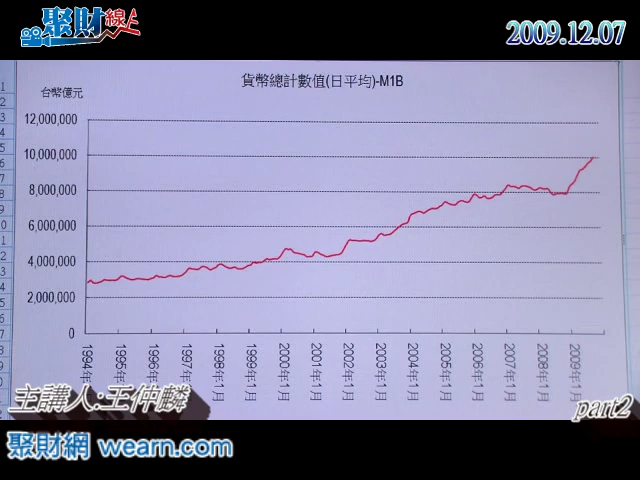 聚財線上
2009.12.07
貨幣總計數值(日平均)-M1B
台幣億元
12,000,000
10,000,000
8,000,000
6,000,000
4,000,000
2,000,000
0
1994年
1995年1月
1996年1月
1997年1月
1998年1月
1999年1月
2000年1月
2001年1月
2002年1月
2003年1月
2004年1月
2005年1月
2006年1月
2007年1月
2008年1月
2009年1月
主講人:王仲麟
part2
聚財網 wearn.com